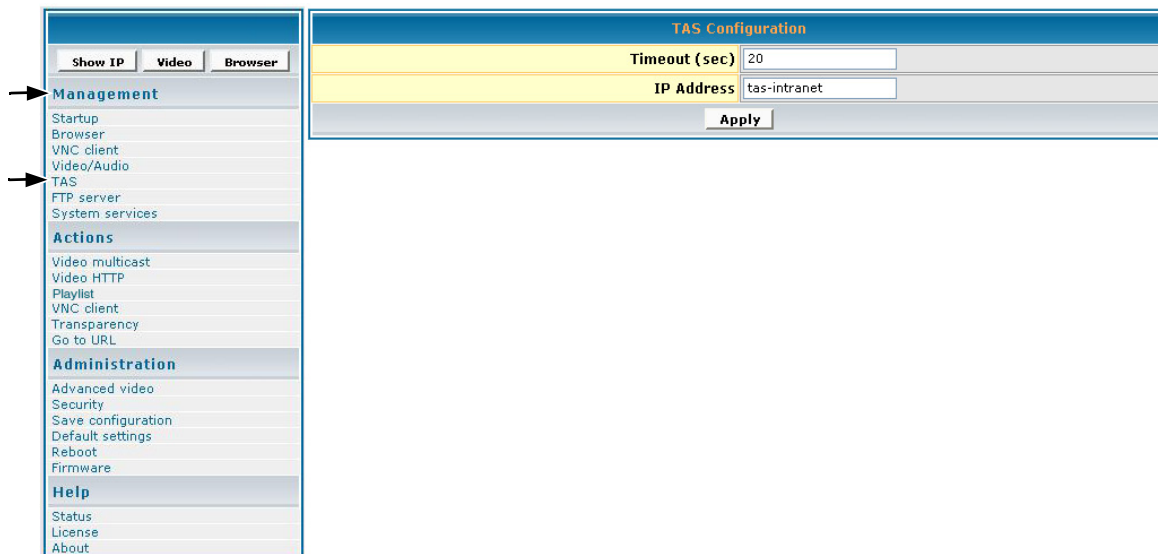 Show IP Video Browser
Management
Startup
Browser
VNC client
Video/Audio
TAS
FTP server
System services
Actions
Video multicast
Video HTTP
Playlist
VNC client
Transparency
Go to URL
Administration
Advanced video
Security
Save configuration
Default settings
Reboot
Firmware
Help
Status
License
About
TAS Configuration
Timeout (sec) 20
IP Address tas-intranet
Apply